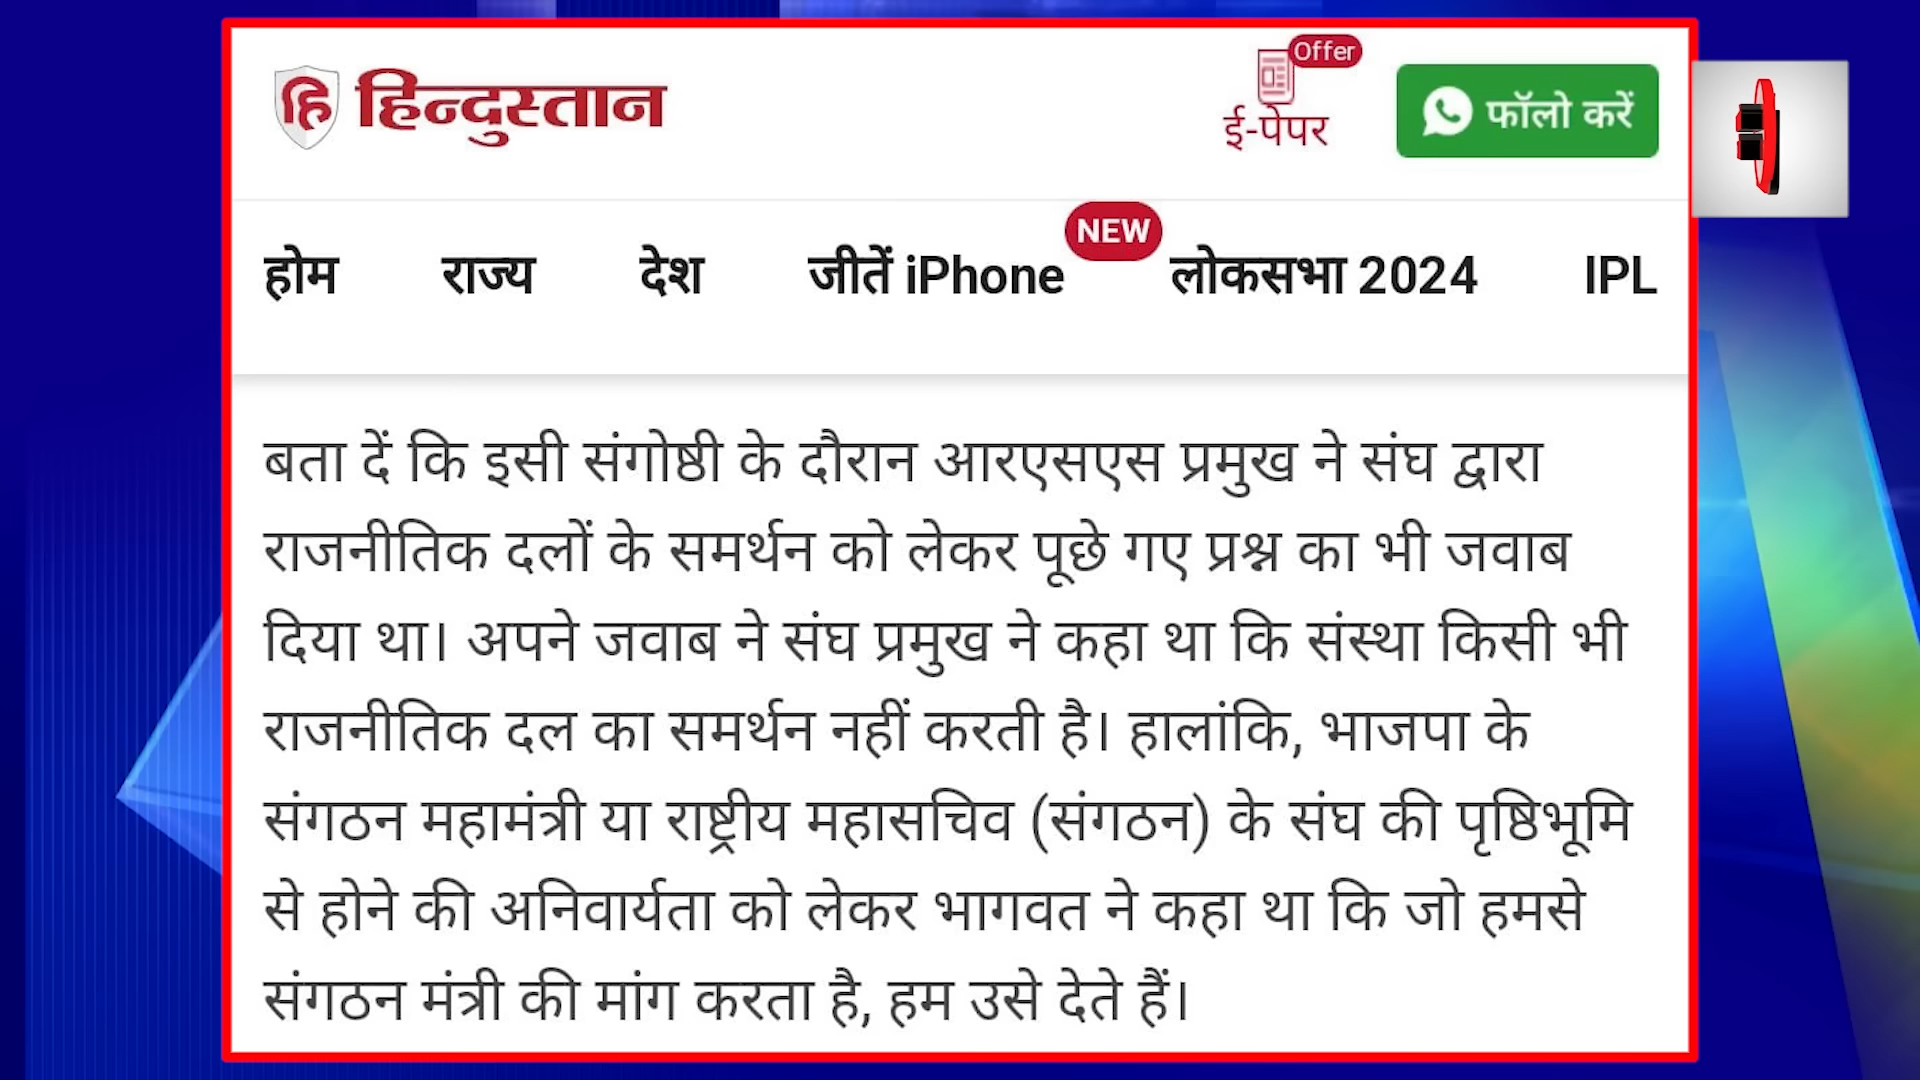 हि हिन्दुस्तान
Offer
ई-पेपर
फॉलो करें
होम राज्य देश जीतें iPhone NEW लोकसभा 2024 IPL
बता दें कि इसी संगोष्ठी के दौरान आरएसएस प्रमुख ने संघ द्वारा
राजनीतिक दलों के समर्थन को लेकर पूछे गए प्रश्न का भी जवाब
दिया था। अपने जवाब ने संघ प्रमुख ने कहा था कि संस्था किसी भी
राजनीतिक दल का समर्थन नहीं करती है। हालांकि, भाजपा के
संगठन महामंत्री या राष्ट्रीय महासचिव (संगठन) के संघ की पृष्ठिभूमि
से होने की अनिवार्यता को लेकर भागवत ने कहा था कि जो हमसे
संगठन मंत्री की मांग करता है, हम उसे देते हैं।